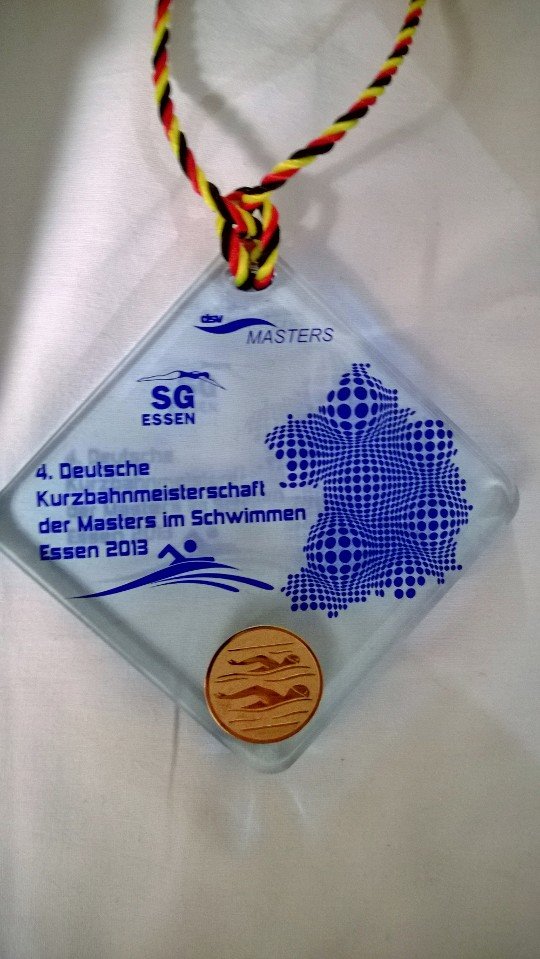 dsv
MASTERS
SG
ESSEN
4. Deutsche
Kurzbahnmeisterschaft
der Masters im Schwimmen
Essen 2013